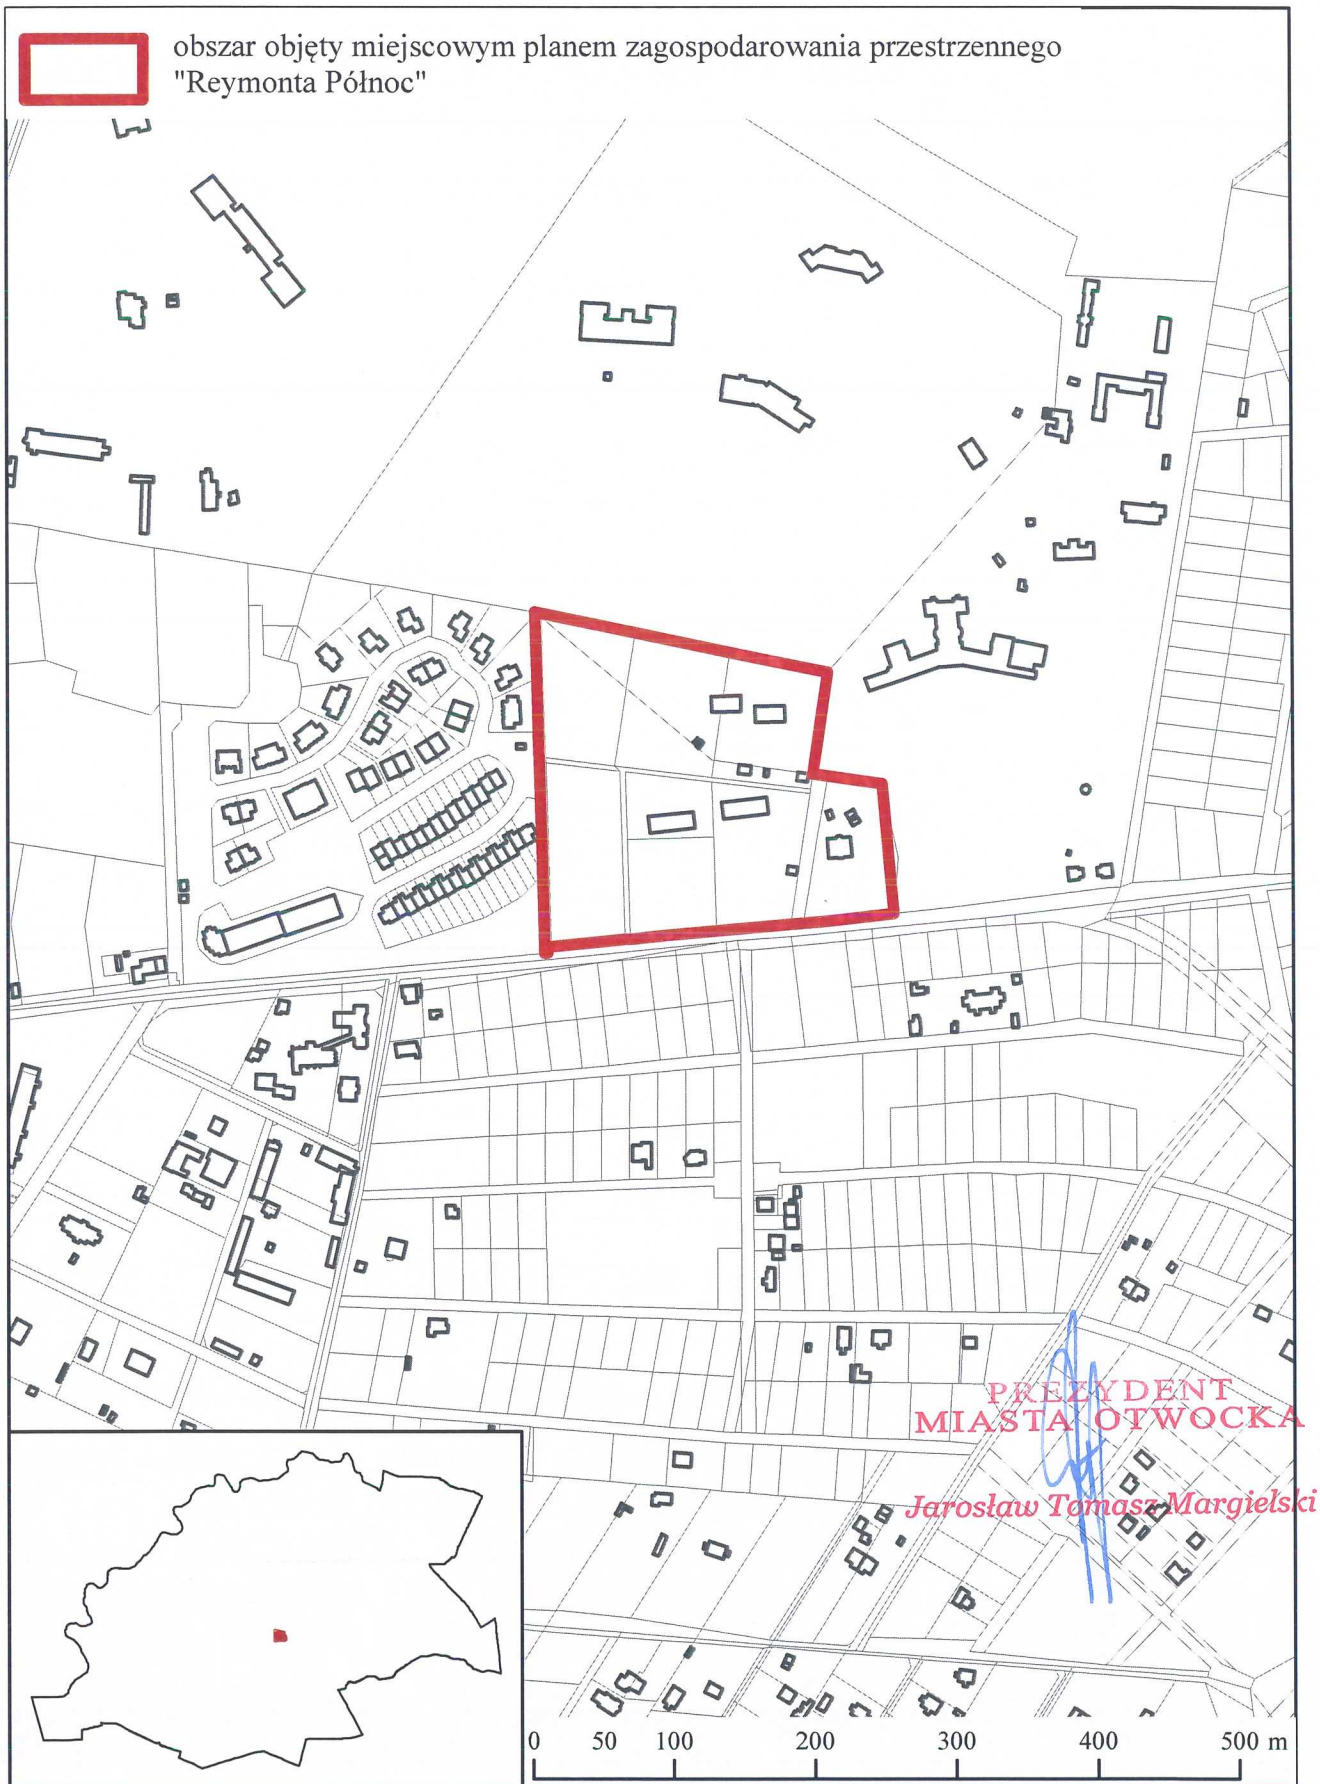 obszar objęty miejscowym planem zagospodarowania przestrzennego
"Reymonta Północ"
PREZYDENT
MIASTA OTWOCKA
Jarosław Tomasz Margielski
0 50 100 200 300 400 500 m